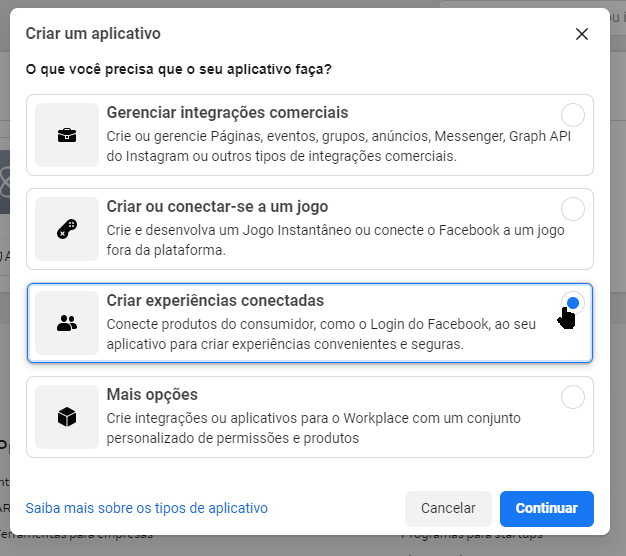 Criar um aplicativo
O que você precisa que o seu aplicativo faça?
Gerenciar integrações comerciais
Crie ou gerencie Páginas, eventos, grupos, anúncios, Messenger, Graph API
do Instagram ou outros tipos de integrações comerciais.
Criar ou conectar-se a um jogo
Crie e desenvolva um Jogo Instantâneo ou conecte o Facebook a um jogo
fora da plataforma.
Criar experiências conectadas
Conecte produtos do consumidor, como o Login do Facebook, ao seu
aplicativo para criar experiências convenientes e seguras.
Mais opções
Crie integrações ou aplicativos para o Workplace com um conjunto
personalizado de permissões e produtos
Saiba mais sobre os tipos de aplicativo
Cancelar
Continuar